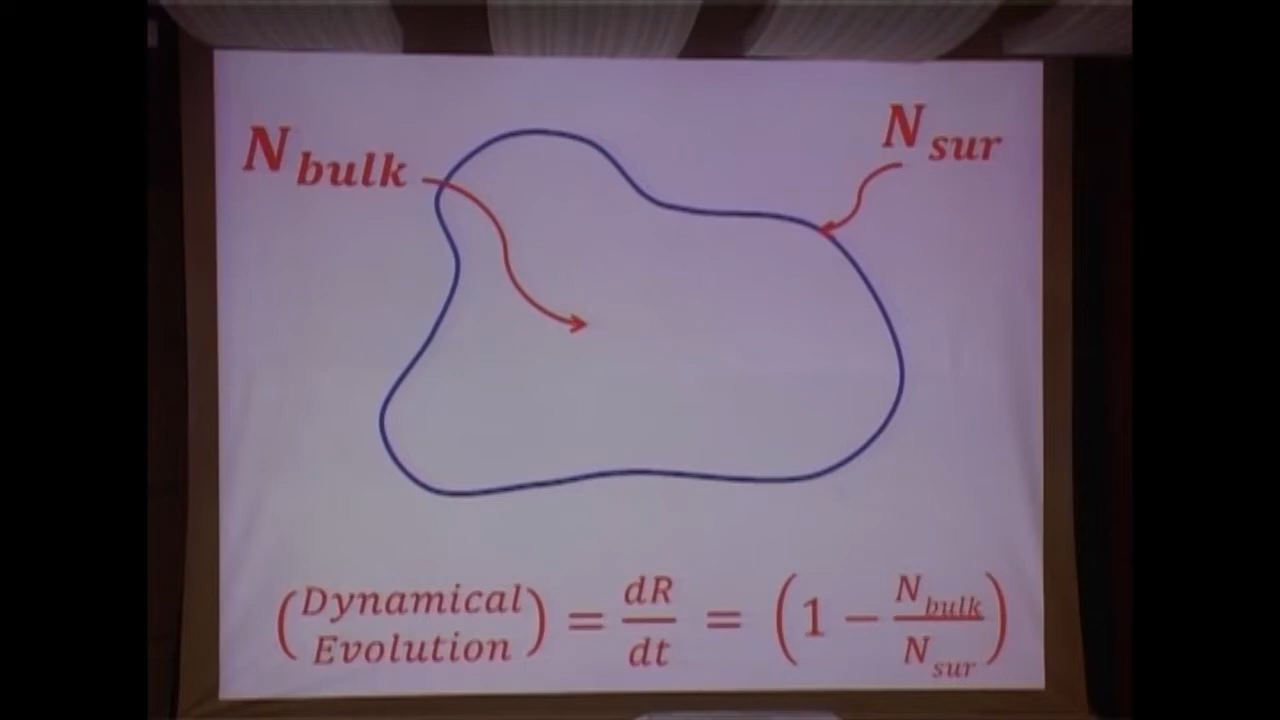 N_bulk
N_sur
(Dynamical Evolution) = dR/dt = (1 − N_bulk/N_sur)